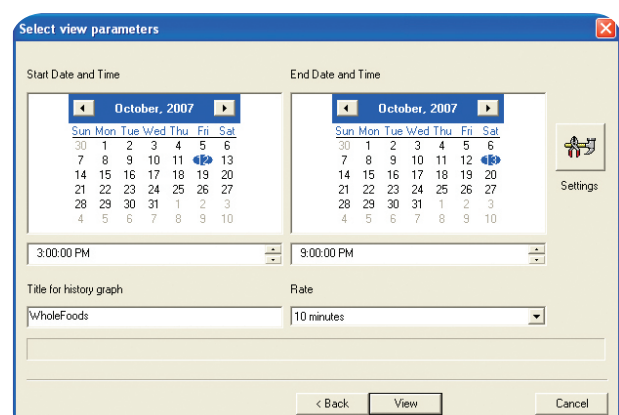 Select view parameters
Start Date and Time
End Date and Time
October, 2007
Sun Mon Tue Wed Thu Fri Sat
30 1 2 3 4 5 6
7 8 9 10 11 12 13
14 15 16 17 18 19 20
21 22 23 24 25 26 27
28 29 30 31 1 2 3
4 5 6 7 8 9 10
October, 2007
Sun Mon Tue Wed Thu Fri Sat
30 1 2 3 4 5 6
7 8 9 10 11 12 13
14 15 16 17 18 19 20
21 22 23 24 25 26 27
28 29 30 31 1 2 3
4 5 6 7 8 9 10
Settings
3:00:00 PM
9:00:00 PM
Title for history graph
Rate
WholeFoods
10 minutes
< Back
View
Cancel